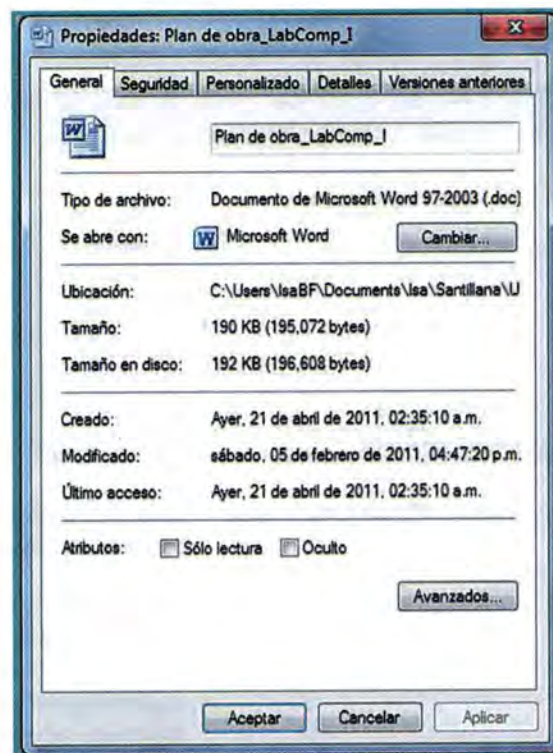 Propiedades: Plan de obra_LabComp_I
General Seguridad Personalizado Detalles Versiones anteriores
Plan de obra_LabComp_I
Tipo de archivo: Documento de Microsoft Word 97-2003 (.doc)
Se abre con: Microsoft Word Cambiar...
Ubicación: C:\Users\IsaBF\Documents\Isa\Santillana\U
Tamaño: 190 KB (195,072 bytes)
Tamaño en disco: 192 KB (196,608 bytes)
Creado: Ayer, 21 de abril de 2011, 02:35:10 a.m.
Modificado: sábado, 05 de febrero de 2011, 04:47:20 p.m.
Último acceso: Ayer, 21 de abril de 2011, 02:35:10 a.m.
Atributos: Sólo lectura Oculto
Avanzados...
Aceptar Cancelar Aplicar